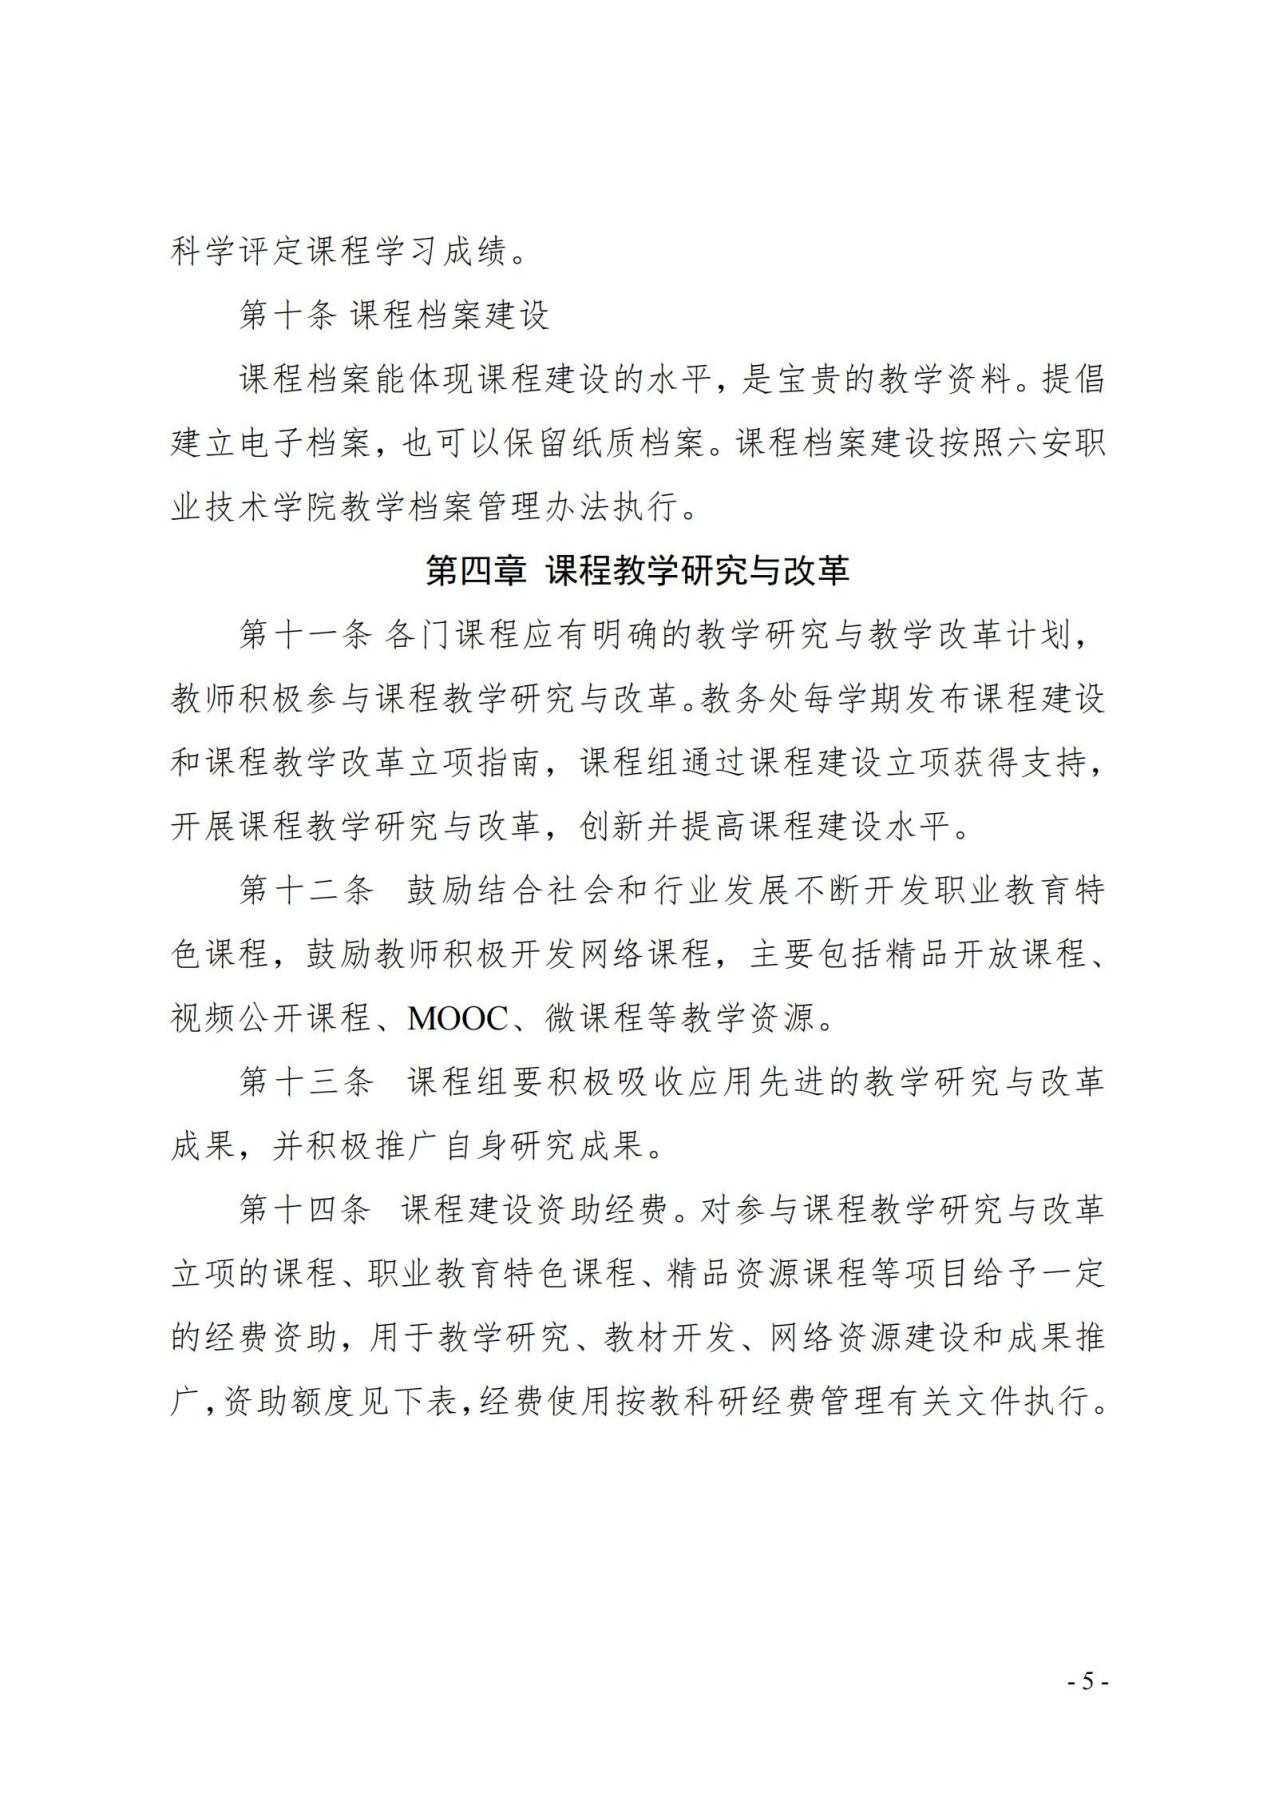 科学评定课程学习成绩。
第十条 课程档案建设
课程档案能体现课程建设的水平，是宝贵的教学资料。提倡
建立电子档案，也可以保留纸质档案。课程档案建设按照六安职
业技术学院教学档案管理办法执行。
第四章 课程教学研究与改革
第十一条 各门课程应有明确的教学研究与教学改革计划，
教师积极参与课程教学研究与改革。教务处每学期发布课程建设
和课程教学改革立项指南，课程组通过课程建设立项获得支持，
开展课程教学研究与改革，创新并提高课程建设水平。
第十二条 鼓励结合社会和行业发展不断开发职业教育特
色课程，鼓励教师积极开发网络课程，主要包括精品开放课程、
视频公开课程、MOOC、微课程等教学资源。
第十三条 课程组要积极吸收应用先进的教学研究与改革
成果，并积极推广自身研究成果。
第十四条 课程建设资助经费。对参与课程教学研究与改革
立项的课程、职业教育特色课程、精品资源课程等项目给予一定
的经费资助，用于教学研究、教材开发、网络资源建设和成果推
广，资助额度见下表，经费使用按教科研经费管理有关文件执行。
- 5 -